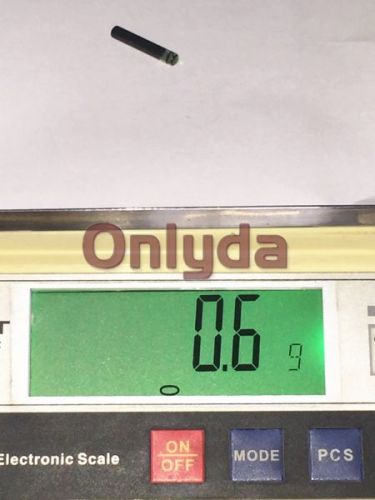 Onlyda
0.6 g
Electronic Scale
ON
OFF
MODE
PCS